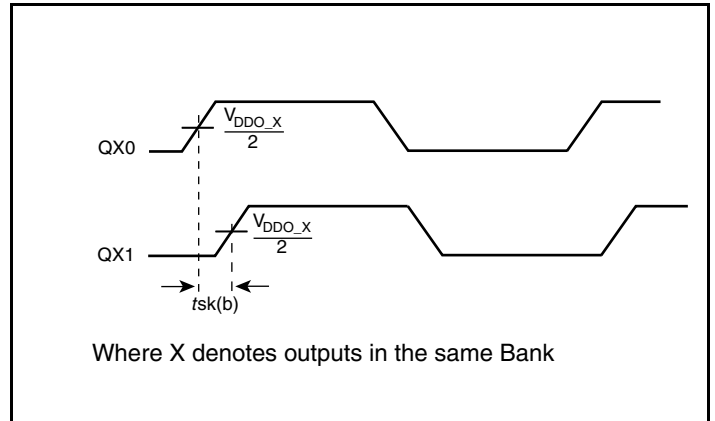 V_DDO_X
2
QX0
V_DDO_X
2
QX1
tsk(b)
Where X denotes outputs in the same Bank